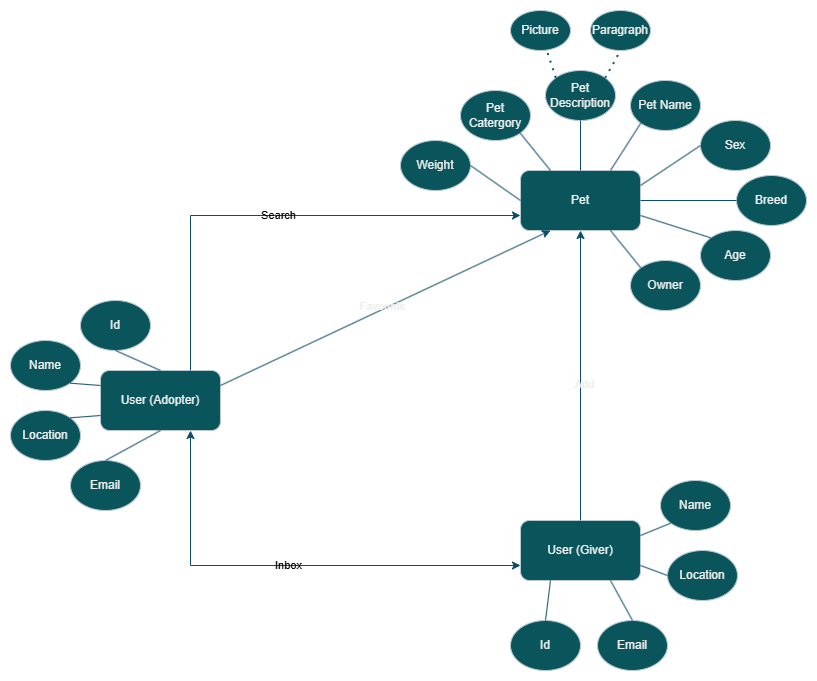 Picture
Paragraph
Pet
Description
Pet
Catergory
Pet Name
Weight
Sex
Pet
Breed
Search
Age
Owner
Favourite
Id
Name
User (Adopter)
Add
Location
Email
Name
User (Giver)
Inbox
Location
Id
Email